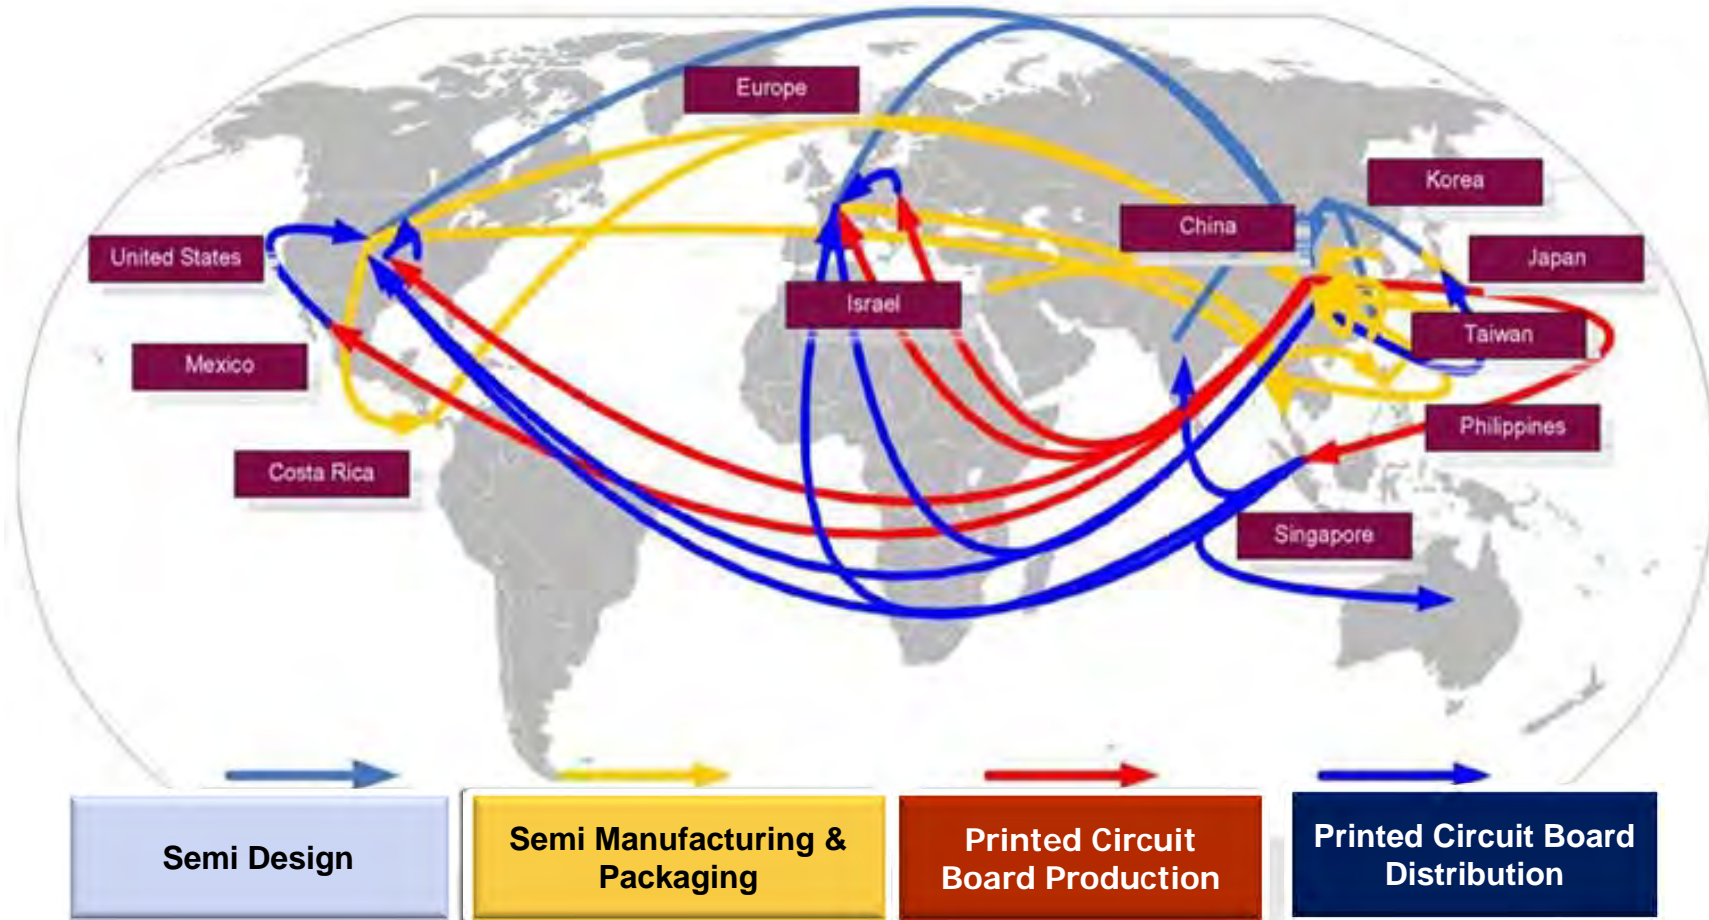 Europe
Korea
China
United States
Japan
Israel
Taiwan
Mexico
Philippines
Costa Rica
Singapore
Semi Design
Semi Manufacturing &
Packaging
Printed Circuit
Board Production
Printed Circuit Board
Distribution